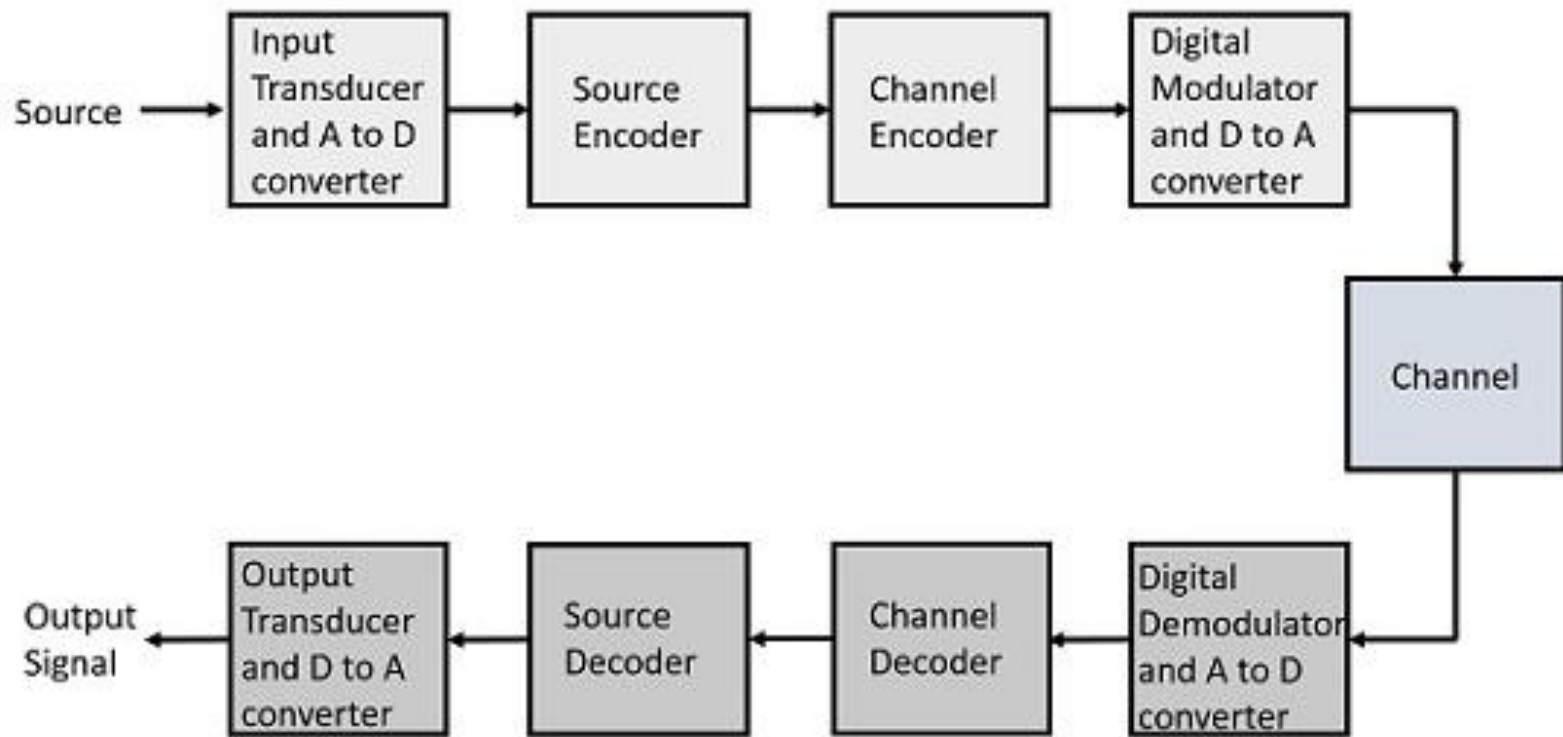 Source
Input
Transducer
and A to D
converter
Source
Encoder
Channel
Encoder
Digital
Modulator
and D to A
converter
Channel
Digital
Demodulator
and A to D
converter
Channel
Decoder
Source
Decoder
Output
Transducer
and D to A
converter
Output
Signal